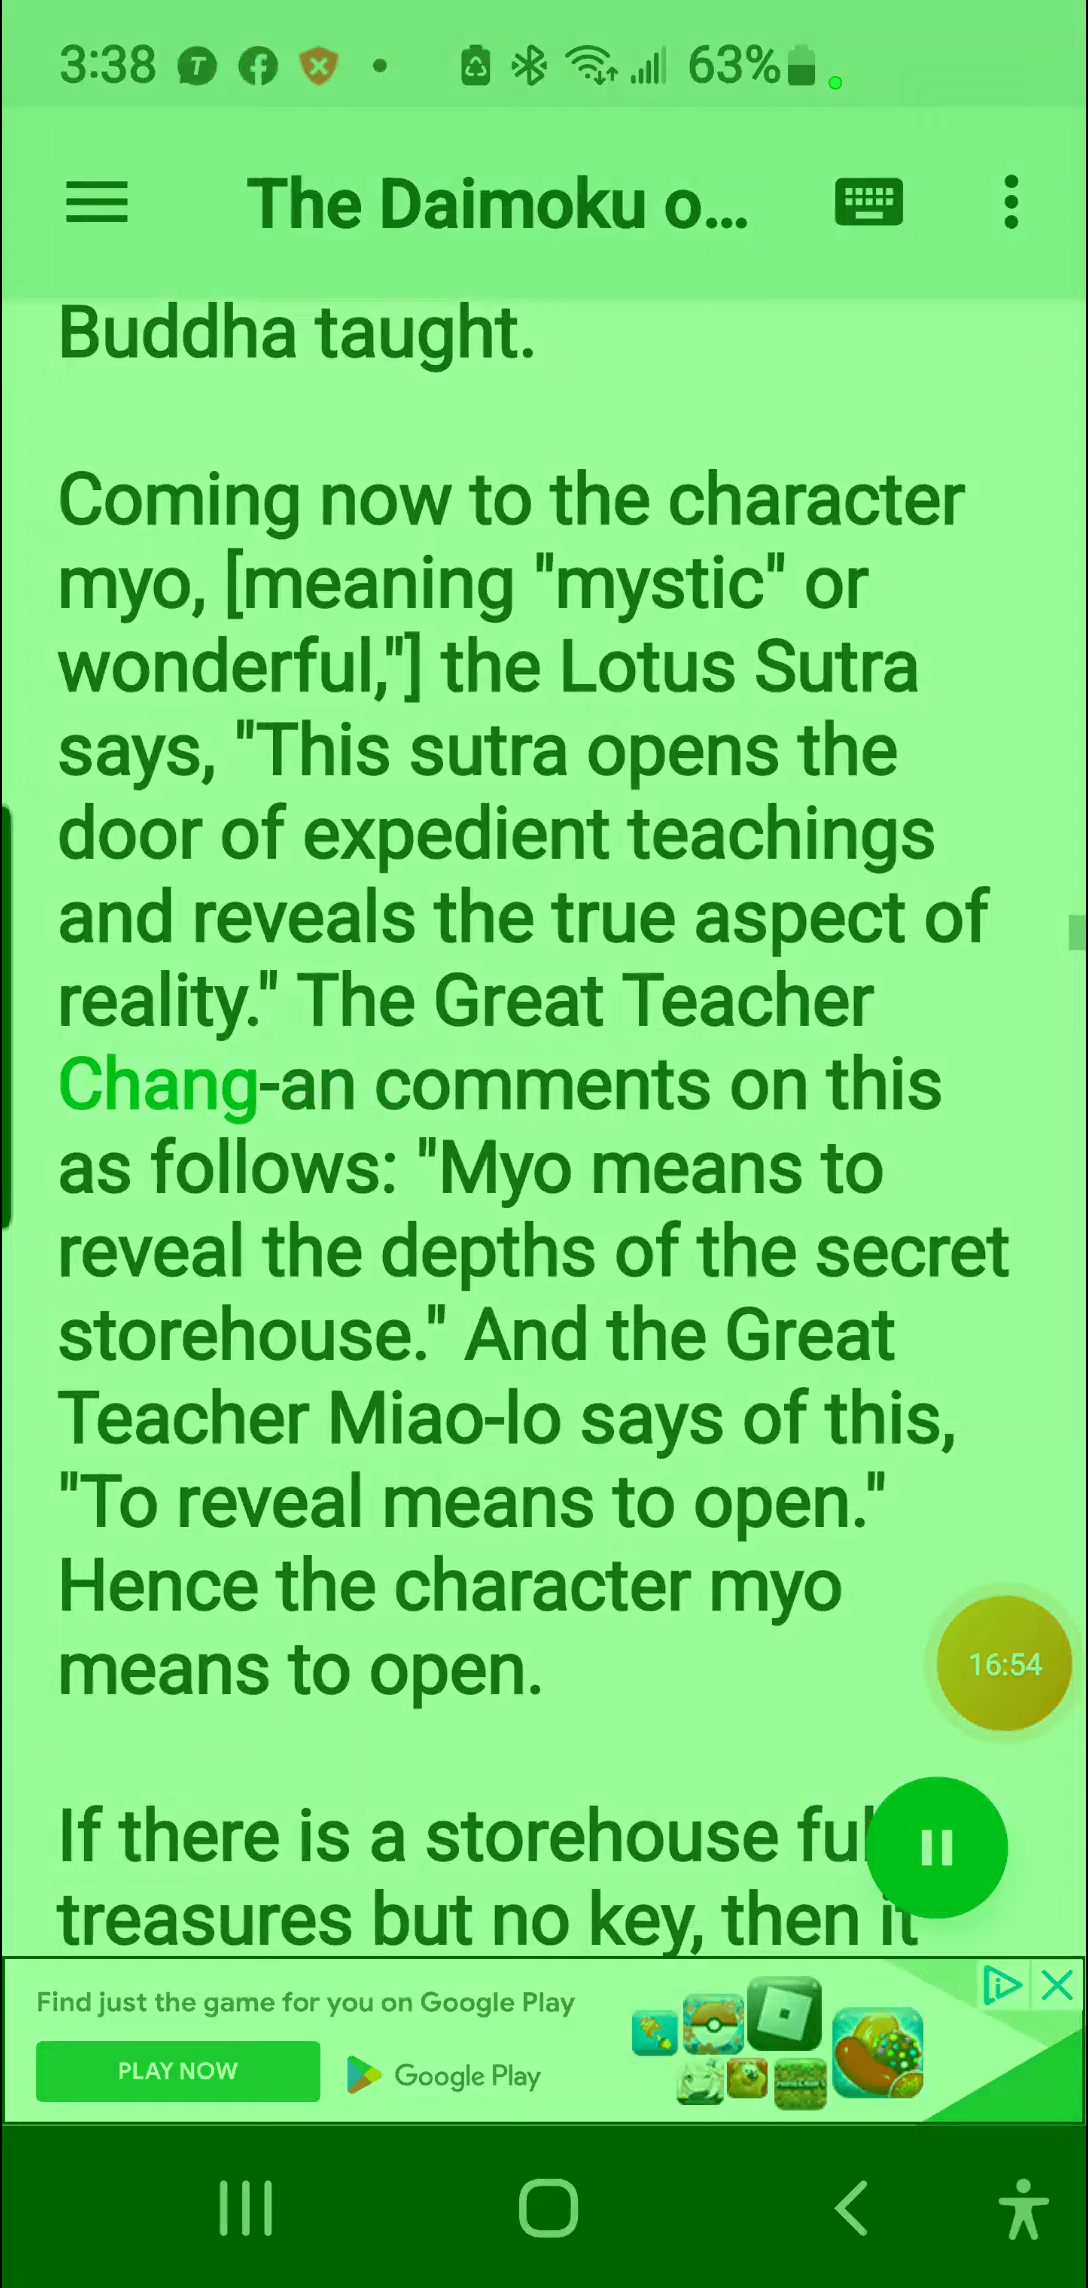 3:38
63%
The Daimoku o...
Buddha taught.
Coming now to the character
myo, [meaning "mystic" or
wonderful,"] the Lotus Sutra
says, "This sutra opens the
door of expedient teachings
and reveals the true aspect of
reality." The Great Teacher
Chang-an comments on this
as follows: "Myo means to
reveal the depths of the secret
storehouse." And the Great
Teacher Miao-lo says of this,
"To reveal means to open."
Hence the character myo
means to open.
16:54
If there is a storehouse
treasures but no key, then it
Find just the game for you on Google Play
PLAY NOW
Google Play